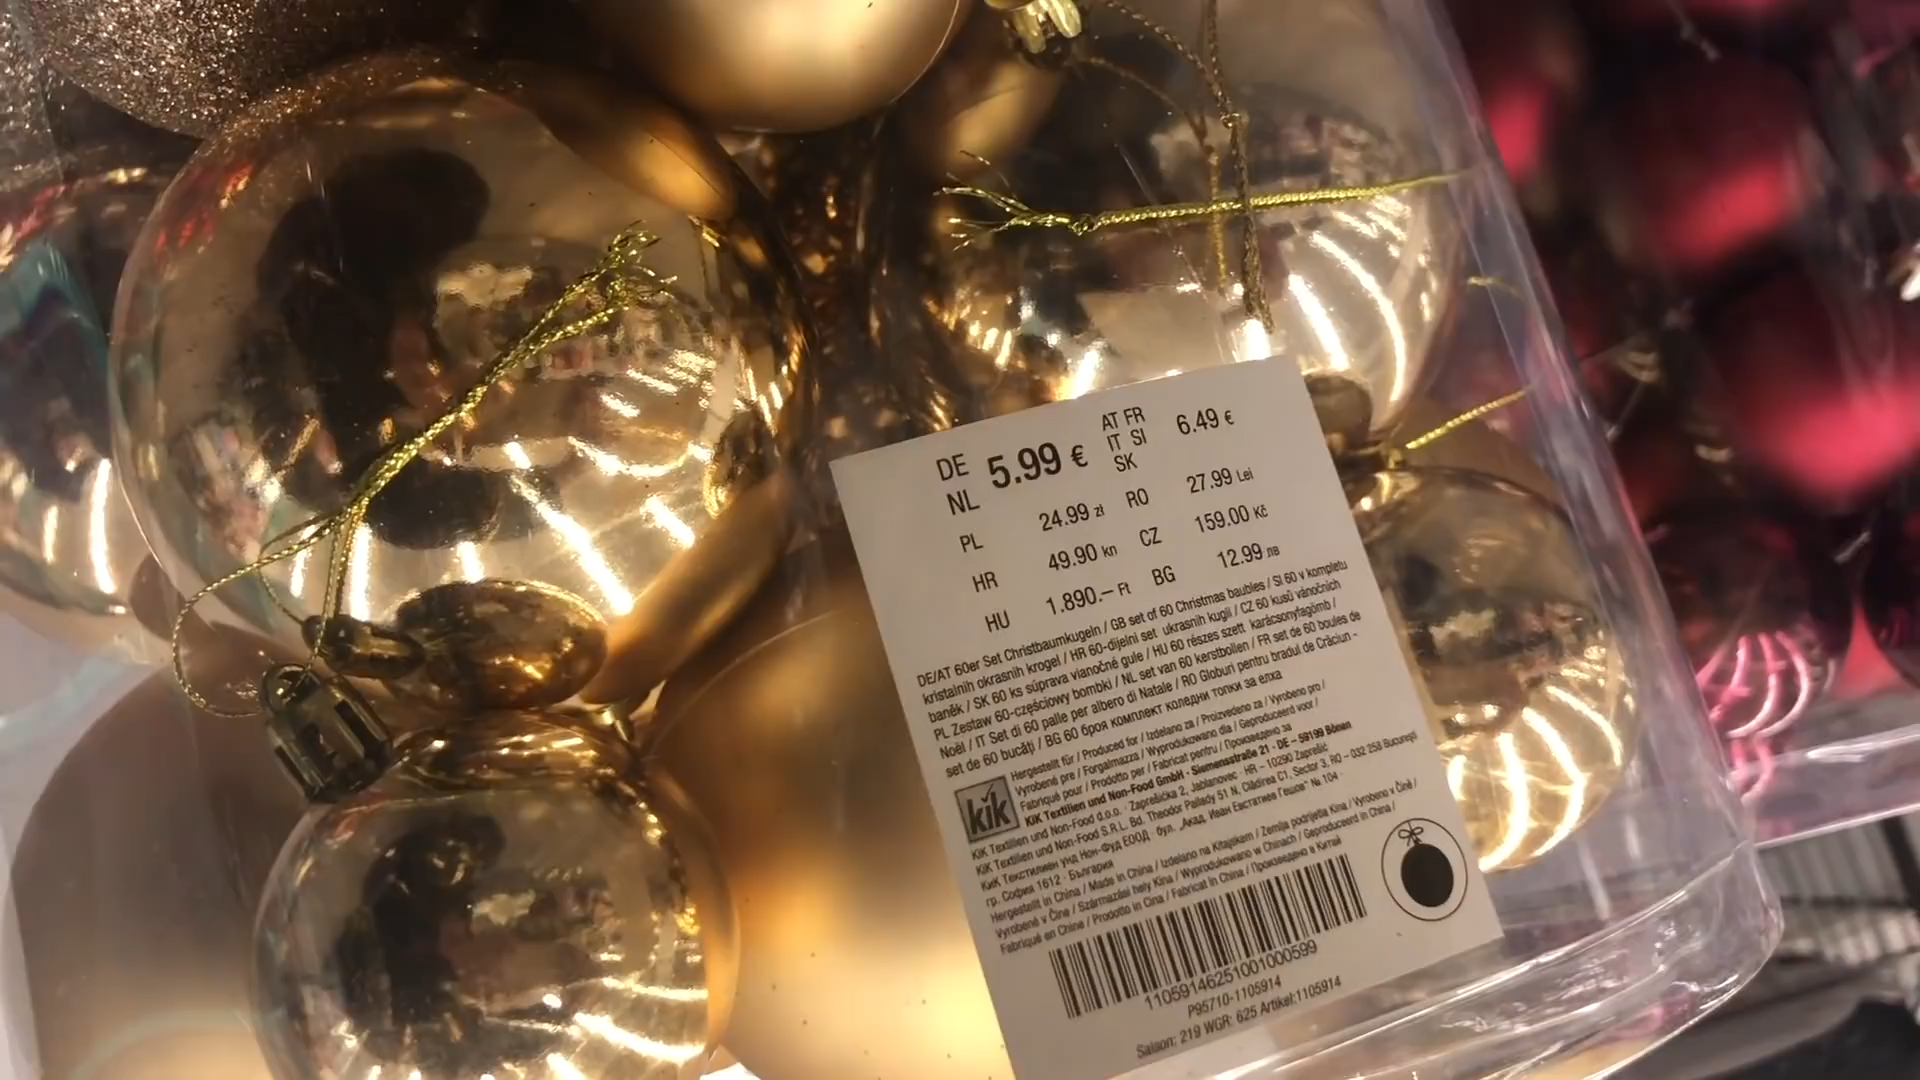 DE NL 5.99 € AT FR IT SI SK 6.49 €
PL 24.99 zł RO 27.99 Lei
HR 49.90 kn CZ 159.00 Kč
HU 1.890.– Ft BG 12.99 лв
DE/AT 60er Set Christbaumkugeln / GB set of 60 Christmas baubles / SI 60 v kompletu
kristalnih okrasnih krogel / HR 60-dijelni set ukrasnih kugli / CZ 60 kusů vánočních
baněk / SK 60 ks súprava vianočné gule / HU 60 részes szett karácsonyfagömb /
PL Zestaw 60-częściowy bombki / NL set van 60 kerstbollen / FR set de 60 boules de
Noël / IT Set di 60 palle per albero di Natale / RO Globuri pentru bradul de Crăciun -
set de 60 bucăţi / BG 60 броя комплект коледни топки за елха
Hergestellt für / Produced for / Izdelano za / Proizvedeno za / Vyrobeno pro /
Vyrobené pre / Forgalmazza / Wyprodukowano dla / Geproduceerd voor /
Fabriqué pour / Prodotto per / Fabricat pentru / Произведено за
kik
KiK Textilien und Non-Food GmbH · Siemensstraße 21 · DE – 59199 Bönen
KiK Textilien und Non-Food d.o.o. · Zaprešićka 2, Jablanovec · HR – 10290 Zaprešić
KiK Textilien und Non-Food S.R.L. Bd. Theodor Pallady 51 N, Clădirea C1, Sector 3, RO – 032 258 Bucureşti
КиК Текстилиен унд Нон-Фуд ЕООД · бул. „Акад. Иван Евстатиев Гешов“ № 104 ·
гр. София 1612 · България
Hergestellt in China / Made in China / Izdelano na Kitajskem / Zemlja podrijetla Kina / Vyrobeno v Číně /
Vyrobené v Číne / Származási hely Kína / Wyprodukowano w Chinach / Geproduceerd in China /
Fabriqué en Chine / Prodotto in Cina / Fabricat in China / Произведено в Китай
11059146251001000599
P95710-1105914
Saison: 219 WGR: 625 Artikel:1105914